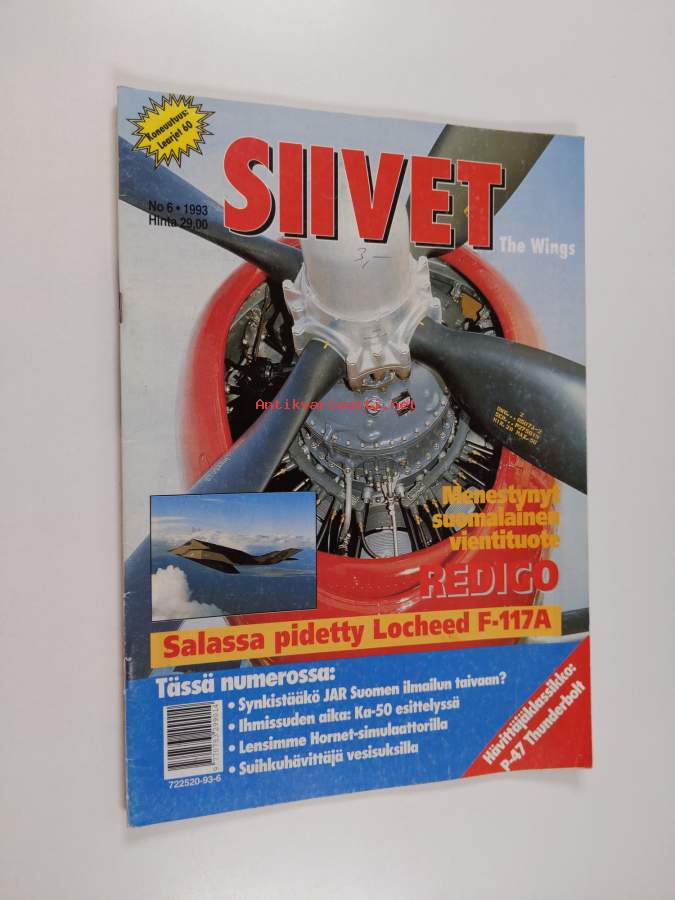 Koneuutuus:
Learjet 60
SIIVET
The Wings
No 6 • 1993
Hinta 29,00
3,—
Antikvariaatti.net
Menestynyt
suomalainen
vientituote
REDIGO
Salassa pidetty Locheed F-117A
Tässä numerossa:
• Synkistääkö JAR Suomen ilmailun taivaan?
• Ihmissuden aika: Ka-50 esittelyssä
• Lensimme Hornet-simulaattorilla
• Suihkuhävittäjä vesisuksilla
Hävittäjäklassikko:
P-47 Thunderbolt
722520-93-6